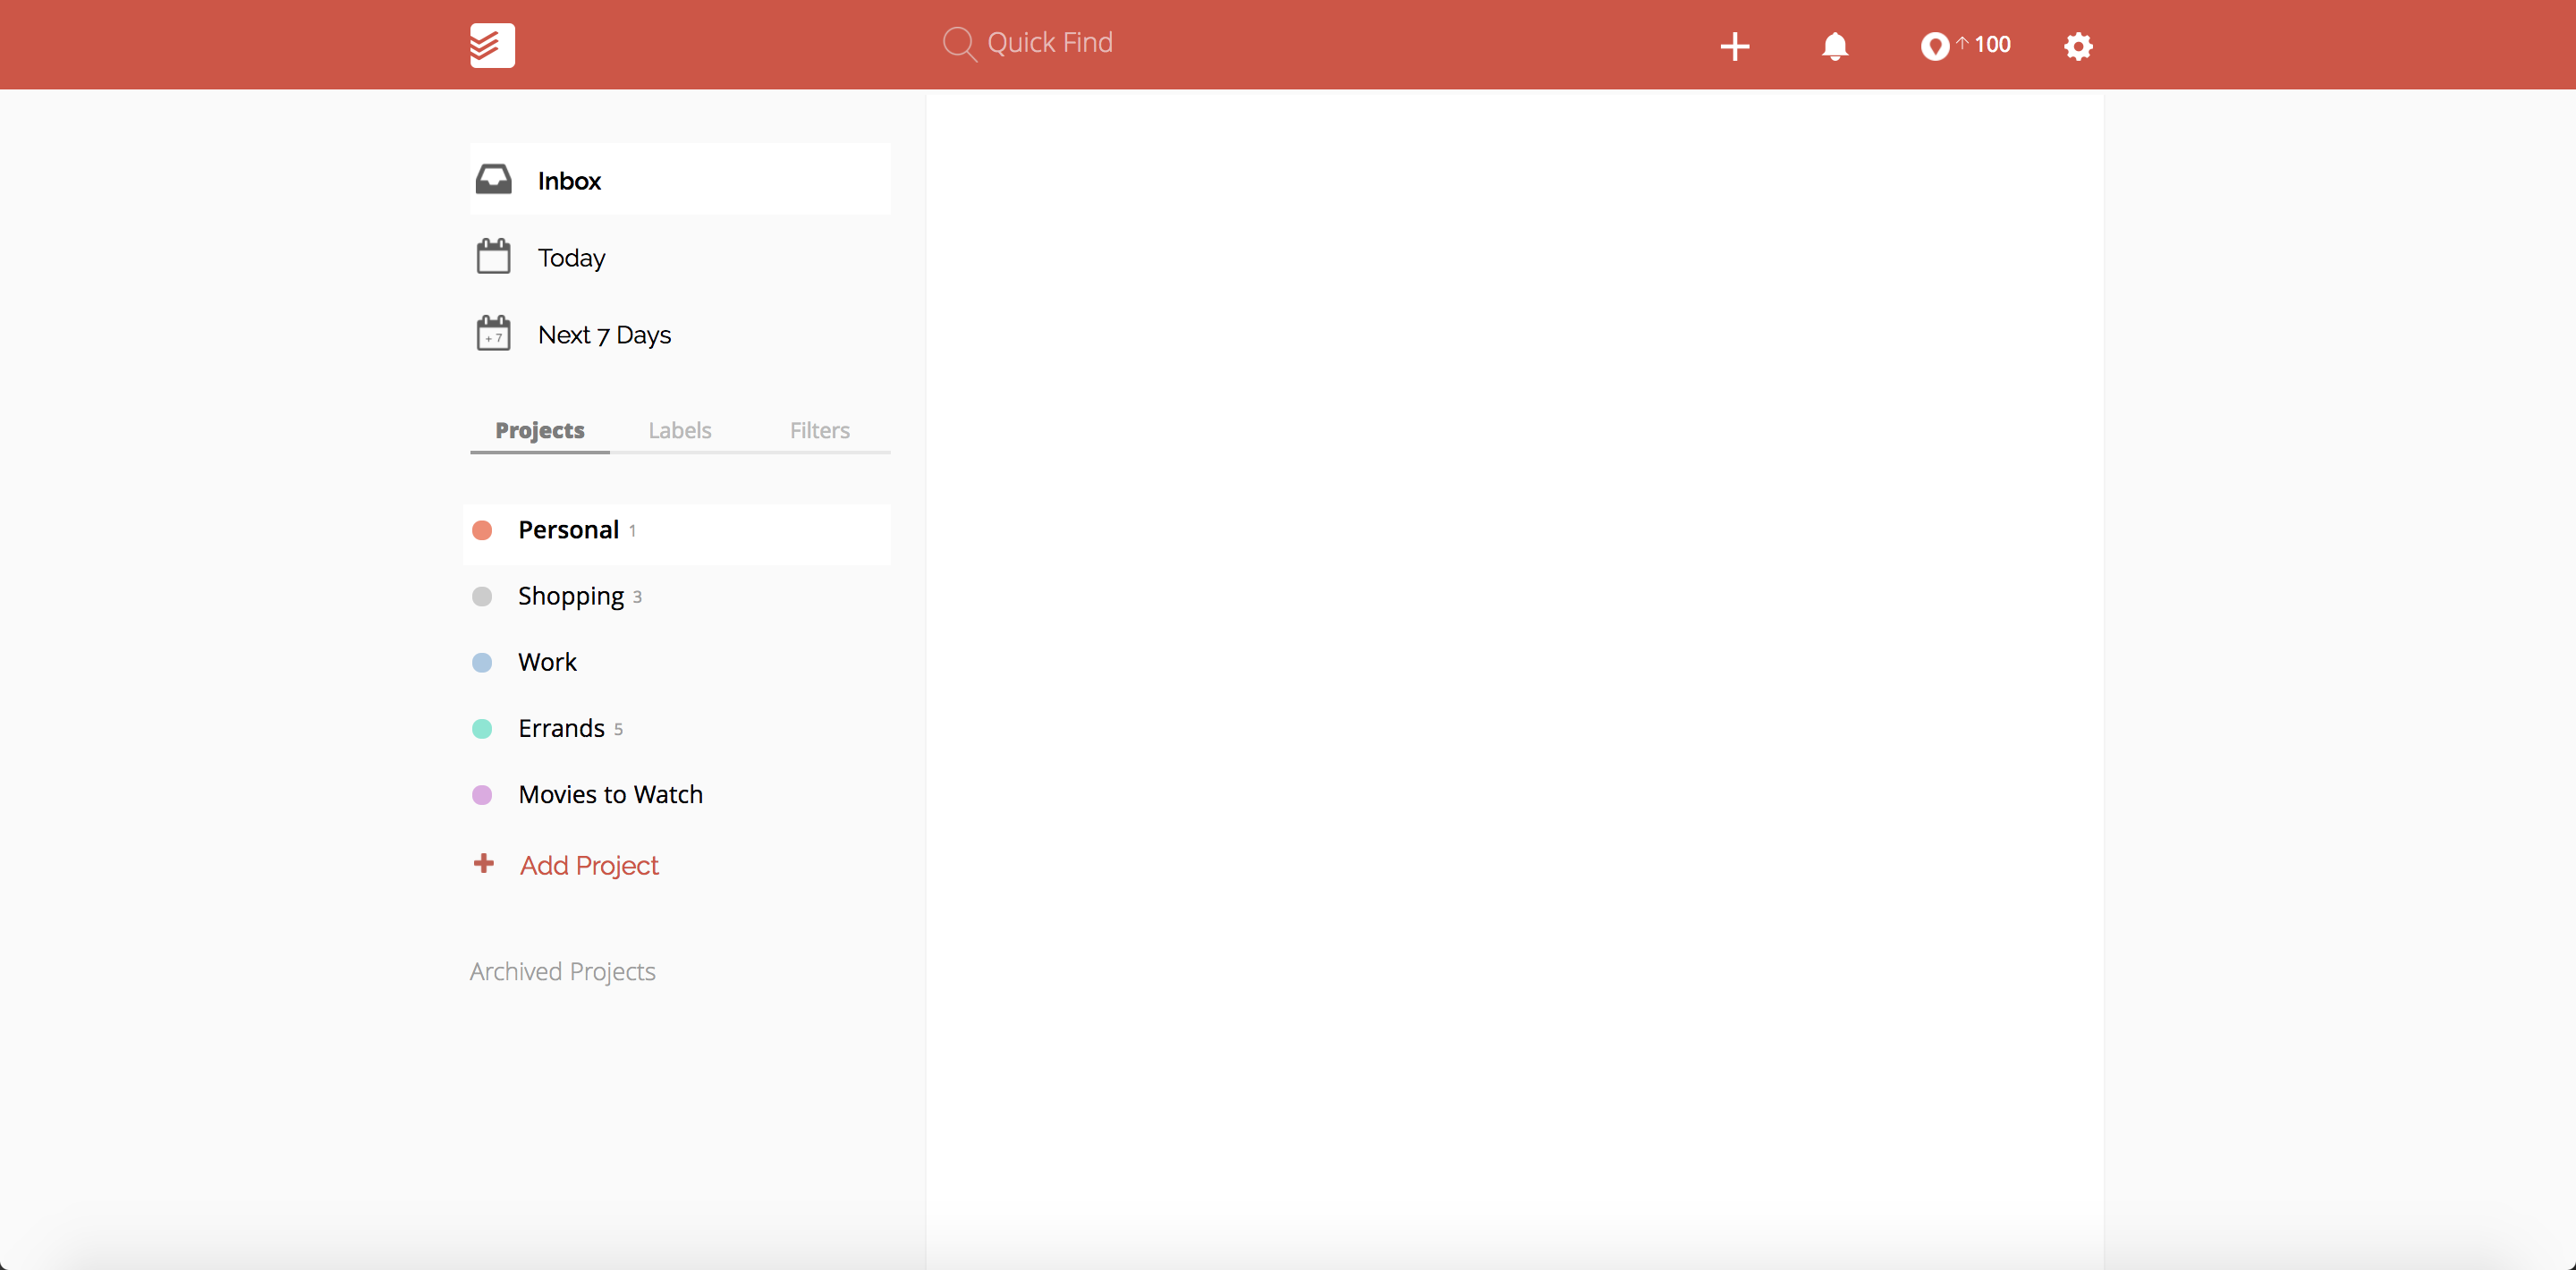 Quick Find
↑ 100
Inbox
Today
+ 7 Next 7 Days
Projects Labels Filters
Personal 1
Shopping 3
Work
Errands 5
Movies to Watch
+ Add Project
Archived Projects